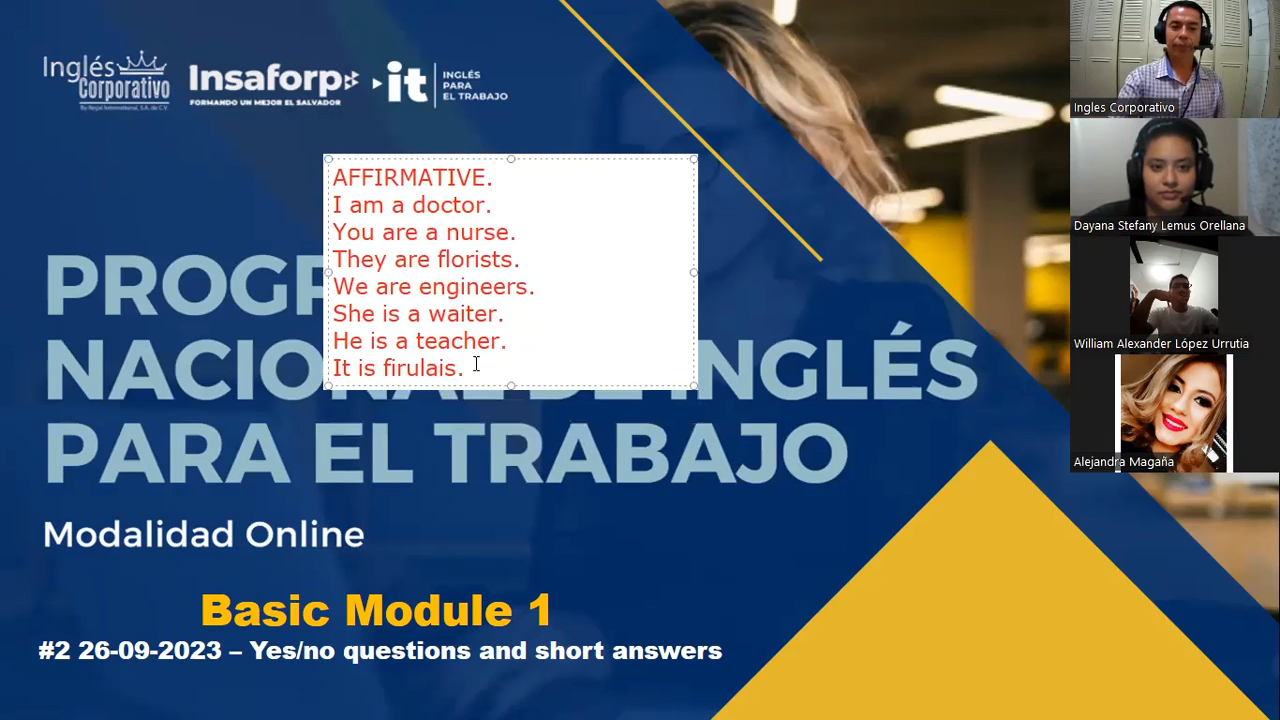 Inglés
Corporativo
By Regal International, S.A. de C.V.
Insaforp
FORMANDO UN MEJOR EL SALVADOR
it
INGLÉS
PARA
EL TRABAJO
AFFIRMATIVE.
I am a doctor.
You are a nurse.
They are florists.
We are engineers.
She is a waiter.
He is a teacher.
It is firulais.
NACIONAL DE INGLÉS
PARA EL TRABAJO
Modalidad Online
Basic Module 1
#2 26-09-2023 – Yes/no questions and short answers
Ingles Corporativo
Dayana Stefany Lemus Orellana
William Alexander López Urrutia
Alejandra Magaña